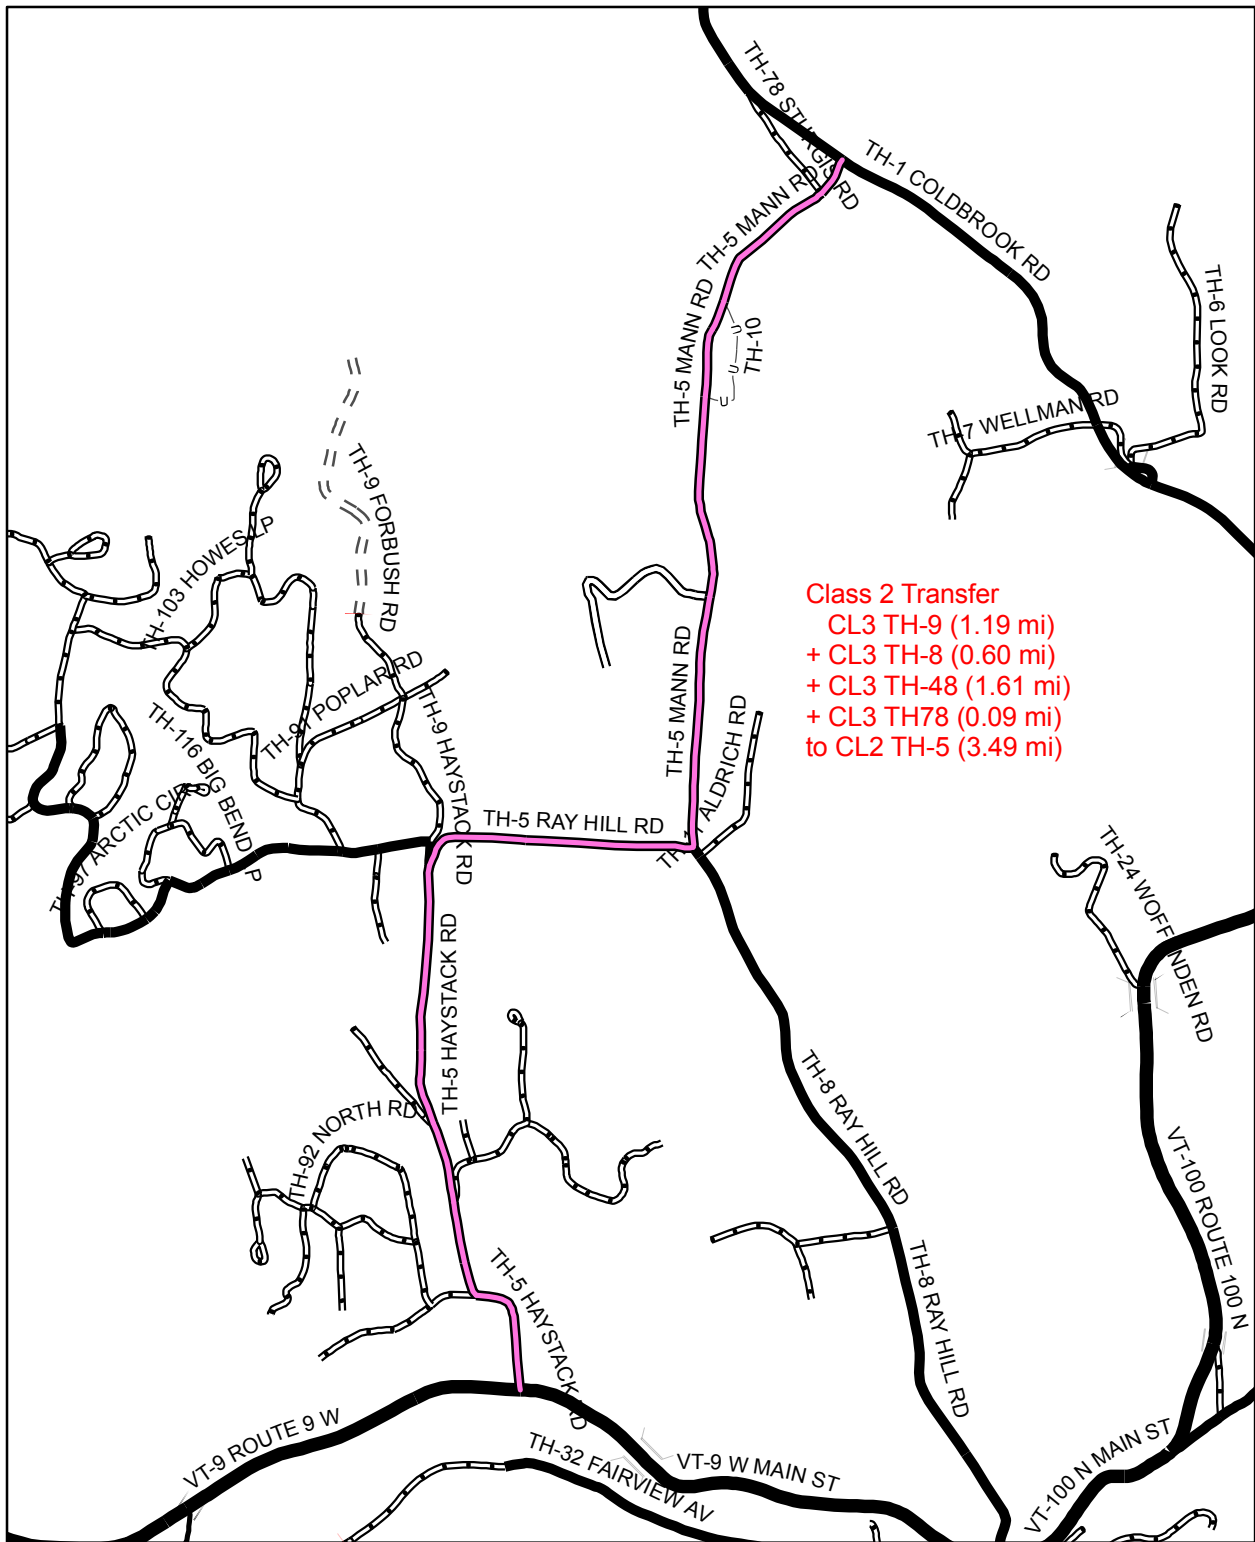 TH-78 STURGIS RD
TH-1 COLDBROOK RD
TH-5 MANN RD
TH-6 LOOK RD
TH-5 MANN RD
TH-10
TH-7 WELLMAN RD
TH-9 FORBUSH RD
TH-103 HOWES LP
Class 2 Transfer
CL3 TH-9 (1.19 mi)
+ CL3 TH-8 (0.60 mi)
+ CL3 TH-48 (1.61 mi)
+ CL3 TH78 (0.09 mi)
to CL2 TH-5 (3.49 mi)
TH-5 MANN RD
POPLAR RD
TH-116 BIG BEND LP
TH-9 HAYSTACK RD
ALDRICH RD
TH-97 ARCTIC CIR
TH-5 RAY HILL RD
TH-24 WOFFENDEN RD
TH-5 HAYSTACK RD
TH-8 RAY HILL RD
TH-92 NORTH RD
VT-100 ROUTE 100 N
TH-5 HAYSTACK RD
TH-8 RAY HILL RD
VT-9 ROUTE 9 W
TH-32 FAIRVIEW AV
VT-9 W MAIN ST
VT-100 N MAIN ST